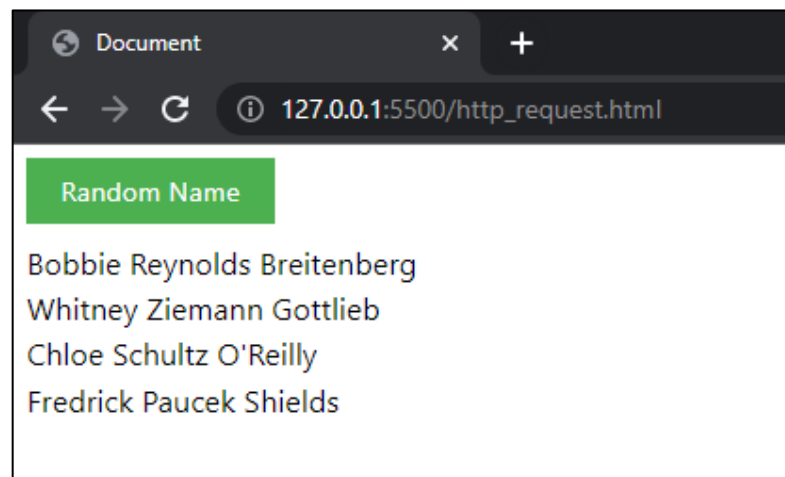 Document
127.0.0.1:5500/http_request.html
Random Name
Bobbie Reynolds Breitenberg
Whitney Ziemann Gottlieb
Chloe Schultz O'Reilly
Fredrick Paucek Shields